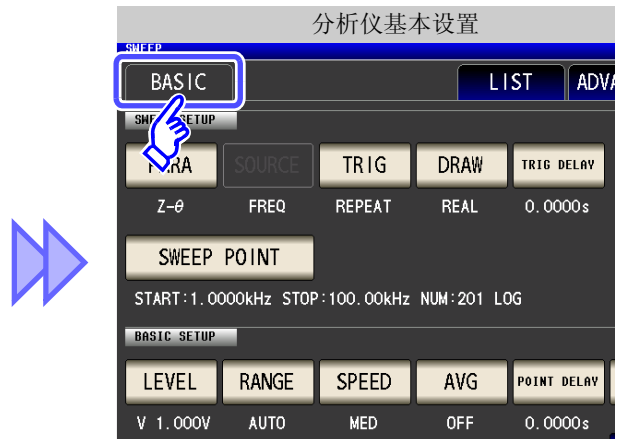 分析仪基本设置
SWEEP
BASIC LIST
SETUP
PARA SOURCE TRIG DRAW TRIG DELAY
Z-θ FREQ REPEAT REAL 0.0000s
SWEEP POINT
START:1.0000kHz STOP:100.00kHz NUM:201 LOG
BASIC SETUP
LEVEL RANGE SPEED AVG POINT DELAY
V 1.000V AUTO MED OFF 0.0000s